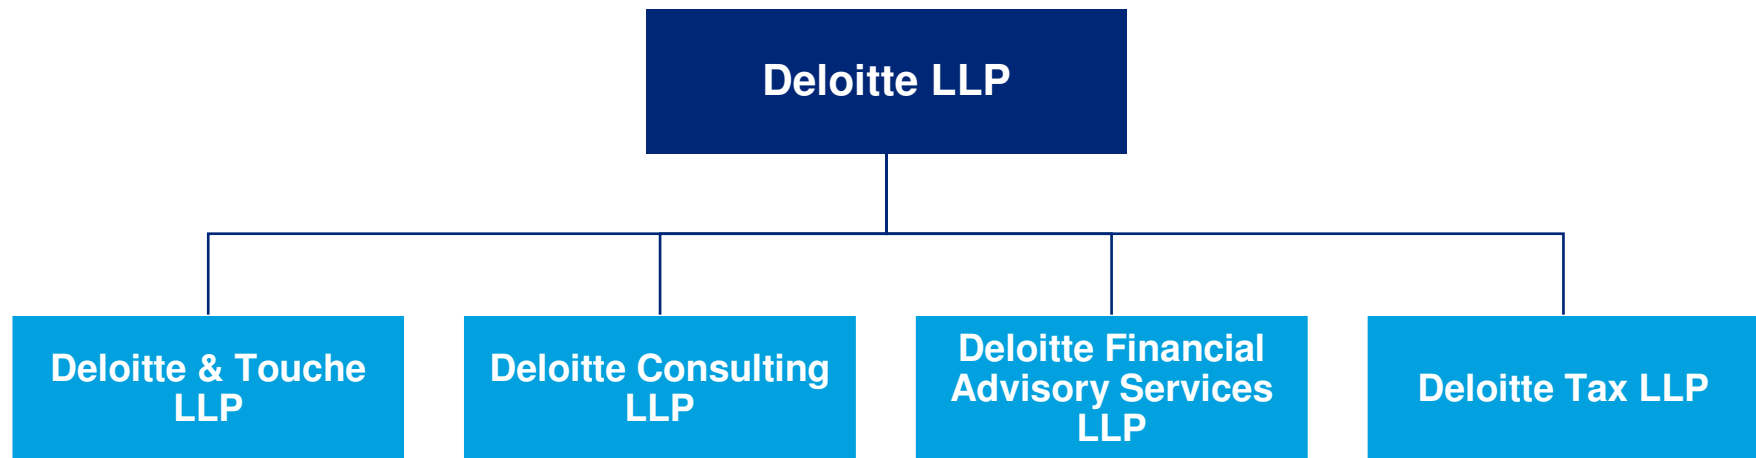 Deloitte LLP
Deloitte & Touche
LLP
Deloitte Consulting
LLP
Deloitte Financial
Advisory Services
LLP
Deloitte Tax LLP